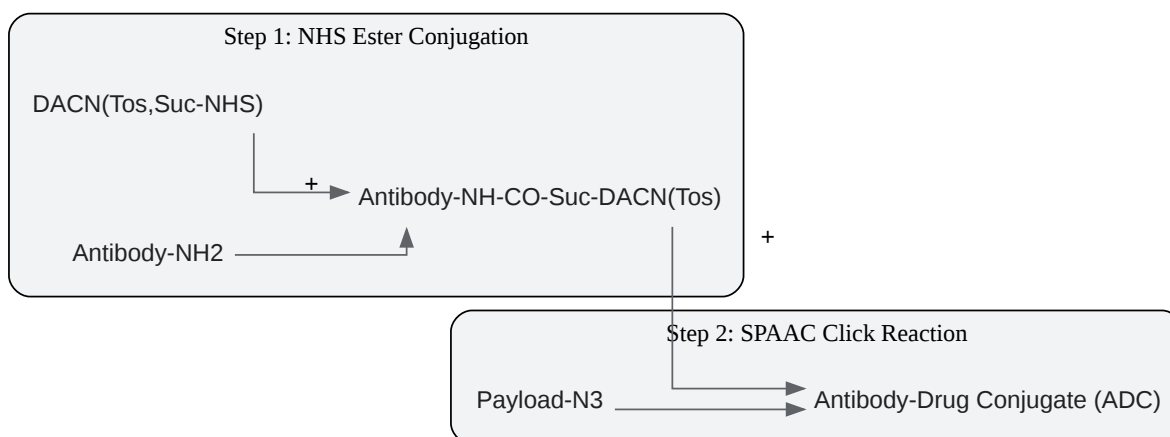 Step 1: NHS Ester Conjugation
DACN(Tos,Suc-NHS)
+
Antibody-NH-CO-Suc-DACN(Tos)
Antibody-NH2
+
Step 2: SPAAC Click Reaction
Payload-N3
Antibody-Drug Conjugate (ADC)